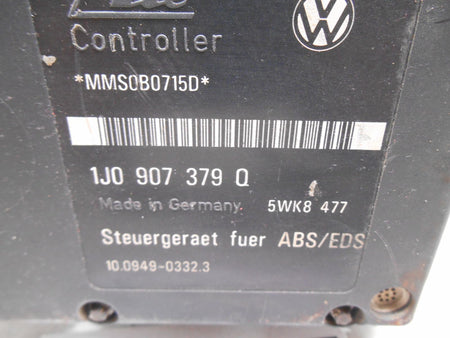 Controller
*MMS0B0715D*
1J0 907 379 Q
Made in Germany 5WK8 477
Steuergeraet fuer ABS/EDS
10.0949-0332.3